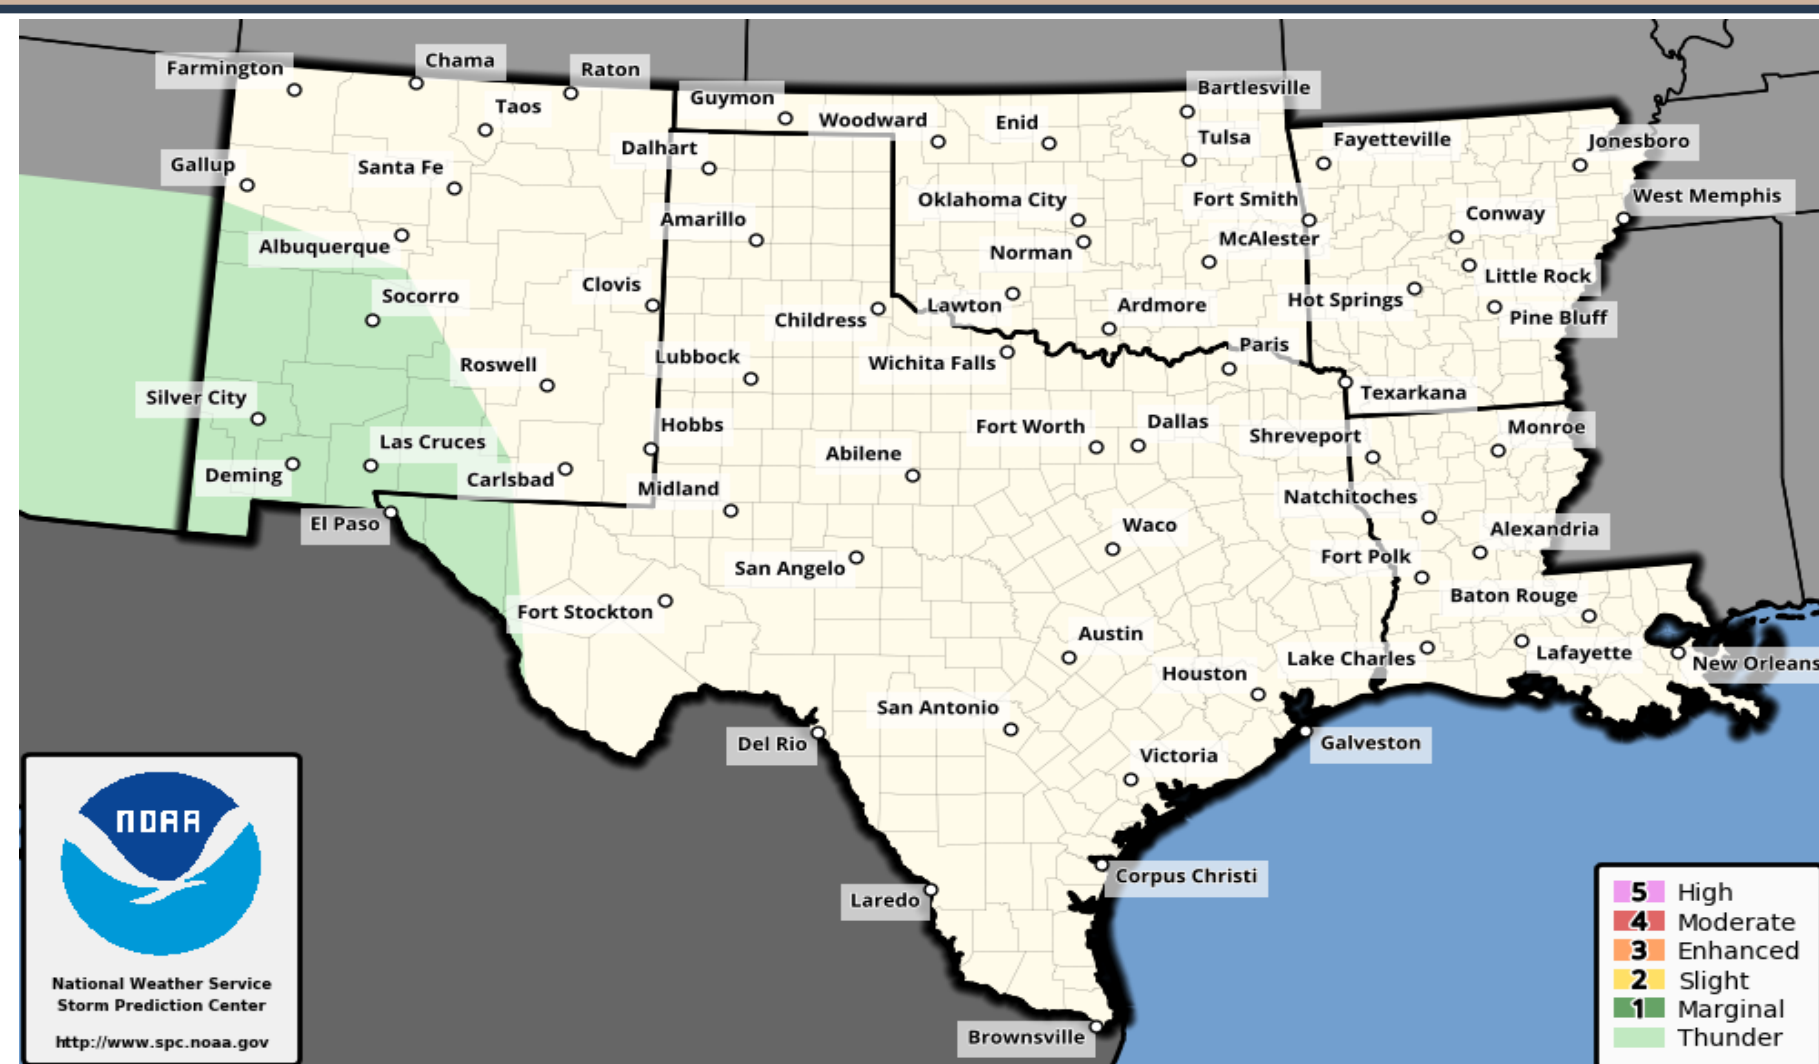 Farmington
Chama
Raton
Taos
Guymon
Woodward
Enid
Bartlesville
Tulsa
Fayetteville
Jonesboro
Gallup
Santa Fe
Dalhart
Oklahoma City
Fort Smith
Conway
West Memphis
Albuquerque
Amarillo
Norman
McAlester
Little Rock
Socorro
Clovis
Childress
Lawton
Ardmore
Hot Springs
Pine Bluff
Roswell
Lubbock
Wichita Falls
Paris
Texarkana
Silver City
Las Cruces
Hobbs
Fort Worth
Dallas
Shreveport
Monroe
Deming
Carlsbad
Midland
Abilene
Natchitoches
El Paso
San Angelo
Waco
Fort Polk
Alexandria
Fort Stockton
Austin
Baton Rouge
Houston
Lake Charles
Lafayette
New Orleans
San Antonio
Del Rio
Victoria
Galveston
Laredo
Corpus Christi
Brownsville
NOAA
National Weather Service
Storm Prediction Center
http://www.spc.noaa.gov
5 High
4 Moderate
3 Enhanced
2 Slight
1 Marginal
Thunder